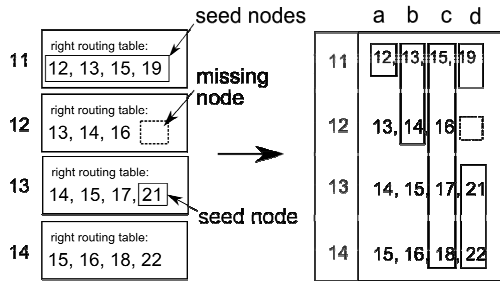 seed nodes
11
right routing table:
12, 13, 15, 19
missing
node
12
right routing table:
13, 14, 16
13
right routing table:
14, 15, 17, 21
seed node
14
right routing table:
15, 16, 18, 22
a b c d
11 12, 13, 15, 19
12 13, 14, 16
13 14, 15, 17, 21
14 15, 16, 18, 22